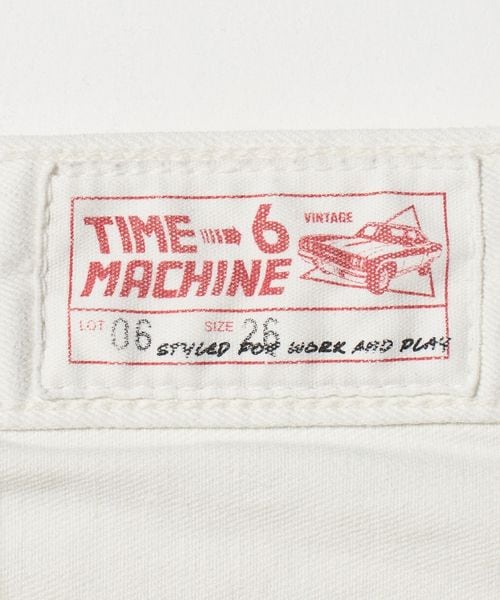 TIME 6 VINTAGE
MACHINE
LOT 06 SIZE 26
STYLED FOR WORK AND PLAY